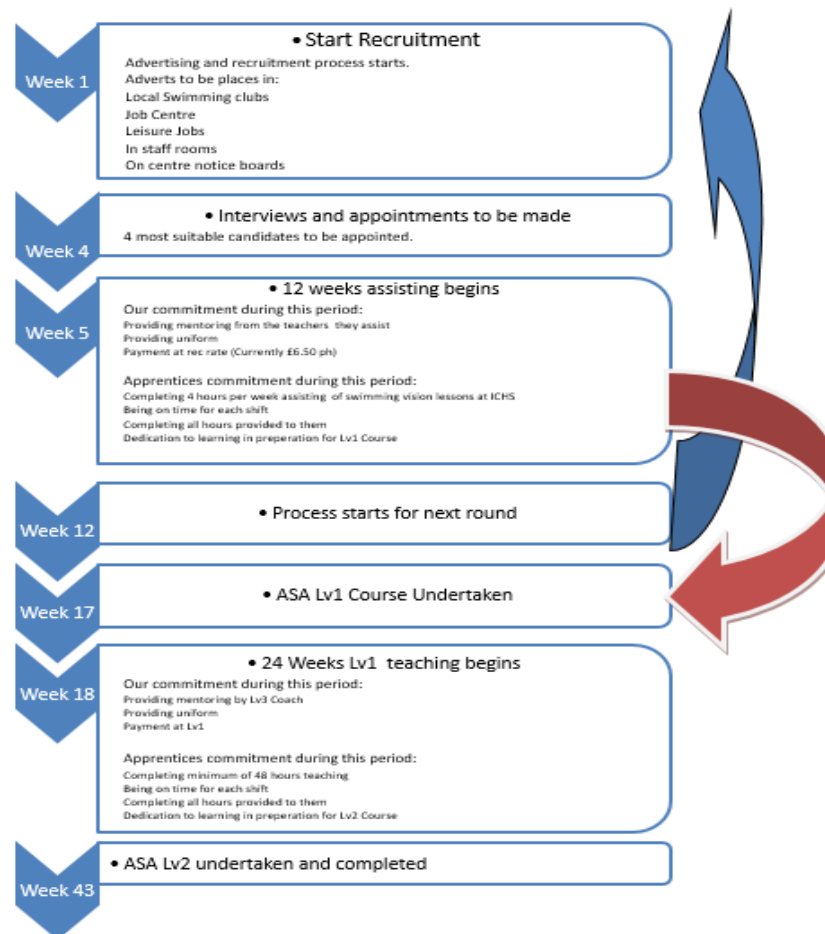 Week 1
• Start Recruitment
Advertising and recruitment process starts.
Adverts to be places in:
Local Swimming clubs
Job Centre
Leisure Jobs
In staff rooms
On centre notice boards
Week 4
• Interviews and appointments to be made
4 most suitable candidates to be appointed.
Week 5
• 12 weeks assisting begins
Our commitment during this period:
Providing mentoring from the teachers they assist
Providing uniform
Payment at rec rate (Currently £6.50 ph)
Apprentices commitment during this period:
Completing 4 hours per week assisting of swimming vision lessons at ICHS
Being on time for each shift
Completing all hours provided to them
Dedication to learning in preparation for Lv1 Course
Week 12
• Process starts for next round
Week 17
• ASA Lv1 Course Undertaken
Week 18
• 24 Weeks Lv1 teaching begins
Our commitment during this period:
Providing mentoring by Lv3 Coach
Providing uniform
Payment at Lv1
Apprentices commitment during this period:
Completing minimum of 48 hours teaching
Being on time for each shift
Completing all hours provided to them
Dedication to learning in preparation for Lv2 Course
Week 43
• ASA Lv2 undertaken and completed